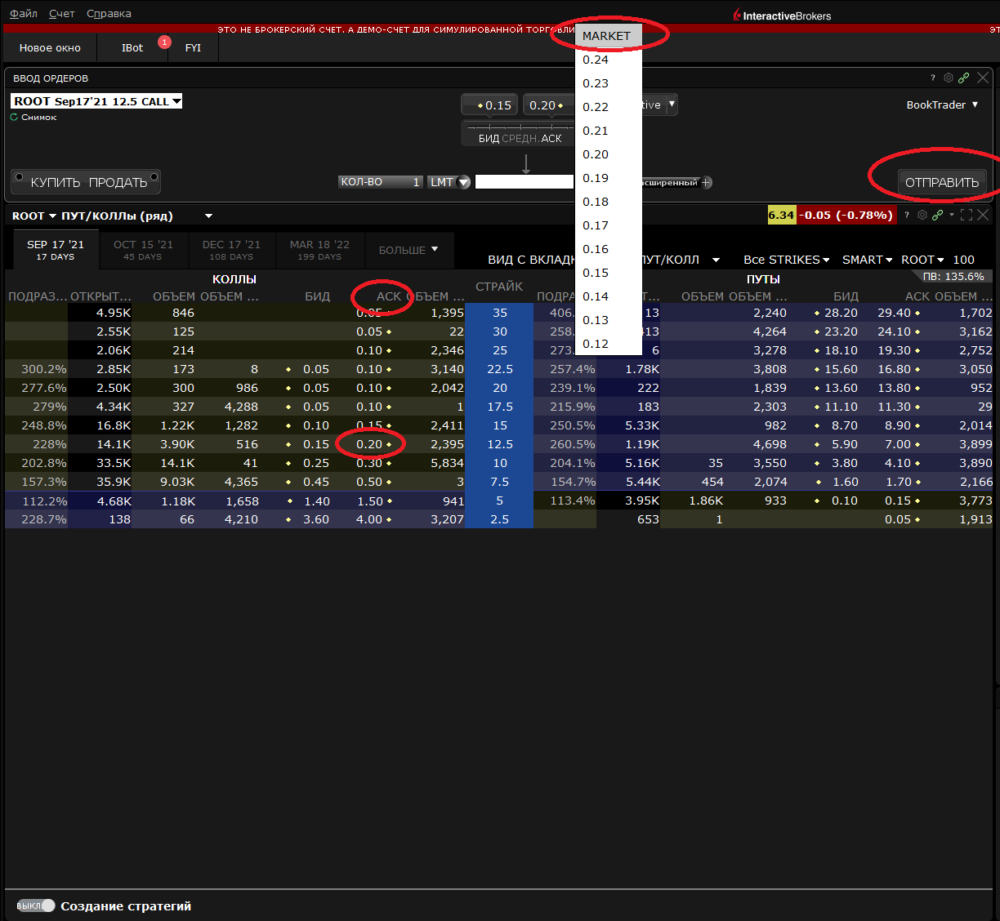 Файл Счет Справка
InteractiveBrokers
ЭТО НЕ БРОКЕРСКИЙ СЧЕТ, А ДЕМО-СЧЕТ ДЛЯ СИМУЛИРОВАННОЙ ТОРГОВЛИ ЭТ
MARKET
Новое окно IBot 1 FYI
0.24
0.23
0.22
0.21
0.20
0.19
0.18
0.17
0.16
0.15
0.14
0.13
0.12
ВВОД ОРДЕРОВ ?
ROOT Sep17'21 12.5 CALL 0.15 0.20 tive BookTrader
Снимок
БИД СРЕДН. АСК
КУПИТЬ ПРОДАТЬ КОЛ-ВО 1 LMT асширенный + ОТПРАВИТЬ
ROOT ПУТ/КОЛЛы (ряд) 6.34 -0.05 (-0.78%) ?
SEP 17 '21 OCT 15 '21 DEC 17 '21 MAR 18 '22 БОЛЬШЕ
17 DAYS 45 DAYS 108 DAYS 199 DAYS
ВИД С ВКЛАДК ПУТ/КОЛЛ Все STRIKES SMART ROOT 100
КОЛЛЫ ПУТЫ ПВ: 135.6%
СТРАЙК
ПОДРАЗ... ОТКРЫТ... ОБЪЕМ ОБЪЕМ ... БИД АСК ОБЪЕМ ... ПОДРА Т... ОБЪЕМ ОБЪЕМ ... БИД АСК ОБЪЕМ ...
4.95K 846 0.05 1,395 35 406. 13 2,240 28.20 29.40 1,702
2.55K 125 0.05 22 30 258. 413 4,264 23.20 24.10 3,162
2.06K 214 0.10 2,346 25 273. 6 3,278 18.10 19.30 2,752
300.2% 2.85K 173 8 0.05 0.10 3,140 22.5 257.4% 1.78K 3,808 15.60 16.80 3,050
277.6% 2.50K 300 986 0.05 0.10 2,042 20 239.1% 222 1,839 13.60 13.80 952
279% 4.34K 327 4,288 0.05 0.10 1 17.5 215.9% 183 2,303 11.10 11.30 29
248.8% 16.8K 1.22K 1,282 0.10 0.15 2,411 15 250.5% 5.33K 982 8.70 8.90 2,014
228% 14.1K 3.90K 516 0.15 0.20 2,395 12.5 260.5% 1.19K 4,698 5.90 7.00 3,899
202.8% 33.5K 14.1K 41 0.25 0.30 5,834 10 204.1% 5.16K 35 3,550 3.80 4.10 3,890
157.3% 35.9K 9.03K 4,365 0.45 0.50 3 7.5 154.7% 5.44K 454 2,074 1.60 1.70 2,166
112.2% 4.68K 1.18K 1,658 1.40 1.50 941 5 113.4% 3.95K 1.86K 933 0.10 0.15 3,773
228.7% 138 66 4,210 3.60 4.00 3,207 2.5 653 1 0.05 1,913
Создание стратегий